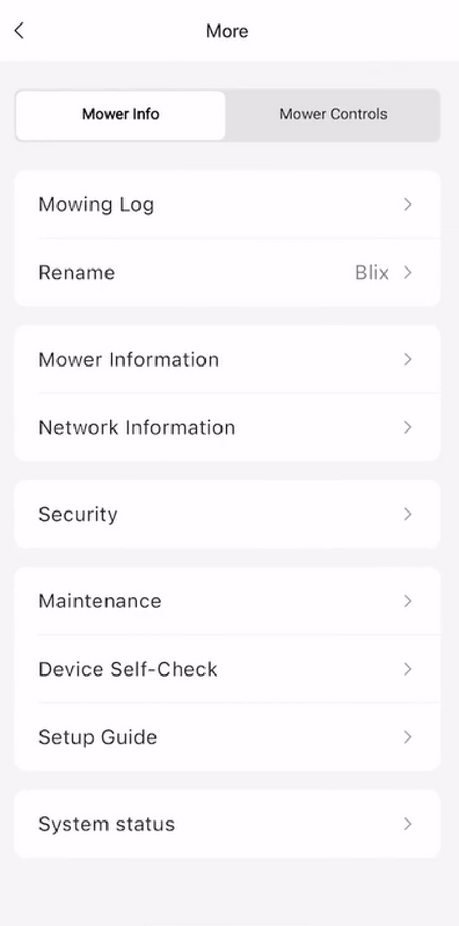 More
Mower Info
Mower Controls
Mowing Log
Rename Blix
Mower Information
Network Information
Security
Maintenance
Device Self-Check
Setup Guide
System status